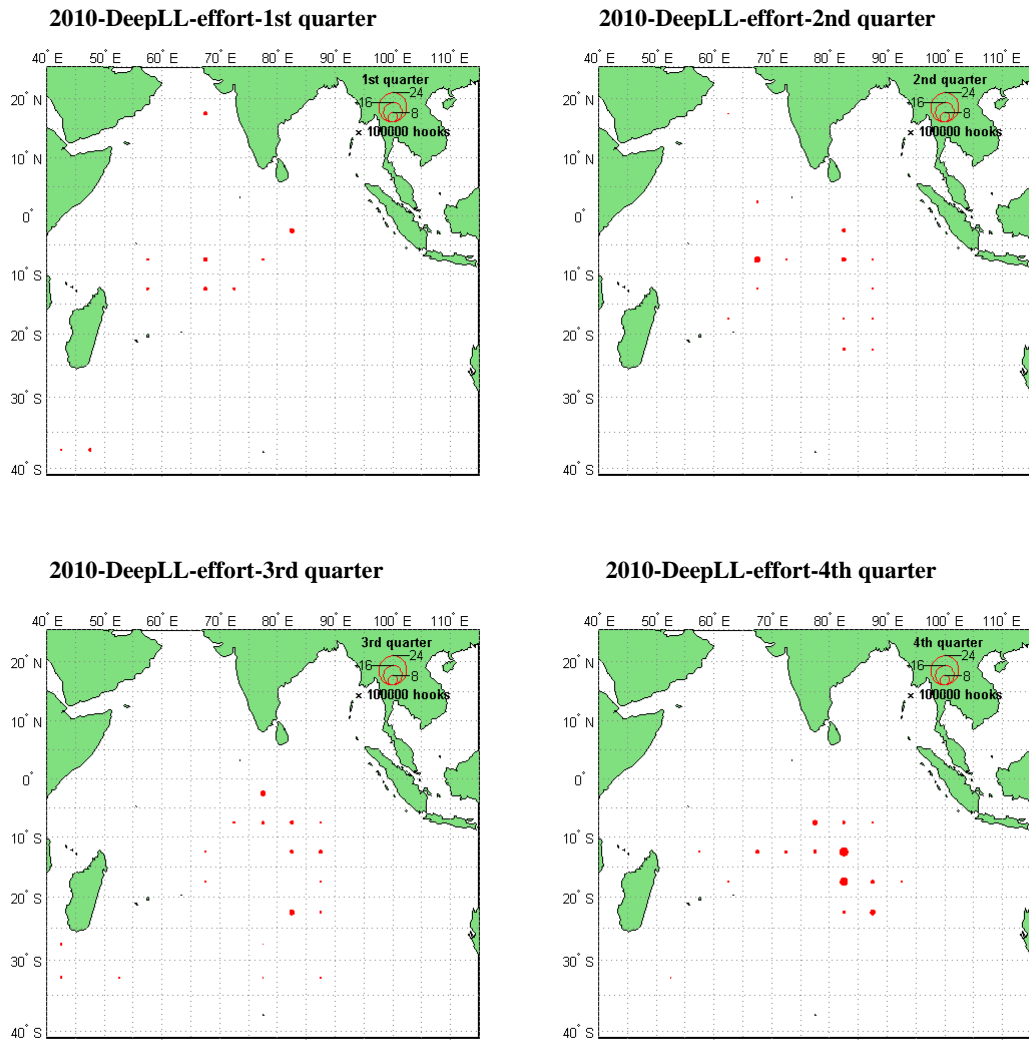 2010-DeepLL-effort-1st quarter
40° E 50° E 60° E 70° E 80° E 90° E 100° E 110° E
1st quarter
20° N
24
16
8
× 100000 hooks
10° N
0°
10° S
20° S
30° S
40° S
2010-DeepLL-effort-2nd quarter
40° E 50° E 60° E 70° E 80° E 90° E 100° E 110° E
2nd quarter
20° N
24
16
8
× 100000 hooks
10° N
0°
10° S
20° S
30° S
40° S
2010-DeepLL-effort-3rd quarter
40° E 50° E 60° E 70° E 80° E 90° E 100° E 110° E
3rd quarter
20° N
24
16
8
× 100000 hooks
10° N
0°
10° S
20° S
30° S
40° S
2010-DeepLL-effort-4th quarter
40° E 50° E 60° E 70° E 80° E 90° E 100° E 110° E
4th quarter
20° N
24
16
8
× 100000 hooks
10° N
0°
10° S
20° S
30° S
40° S